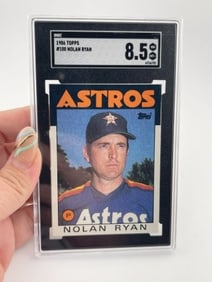 1986 TOPPS
#100 NOLAN RYAN
8.5
SGC
ASTROS
Topps
P
Astros
NOLAN RYAN